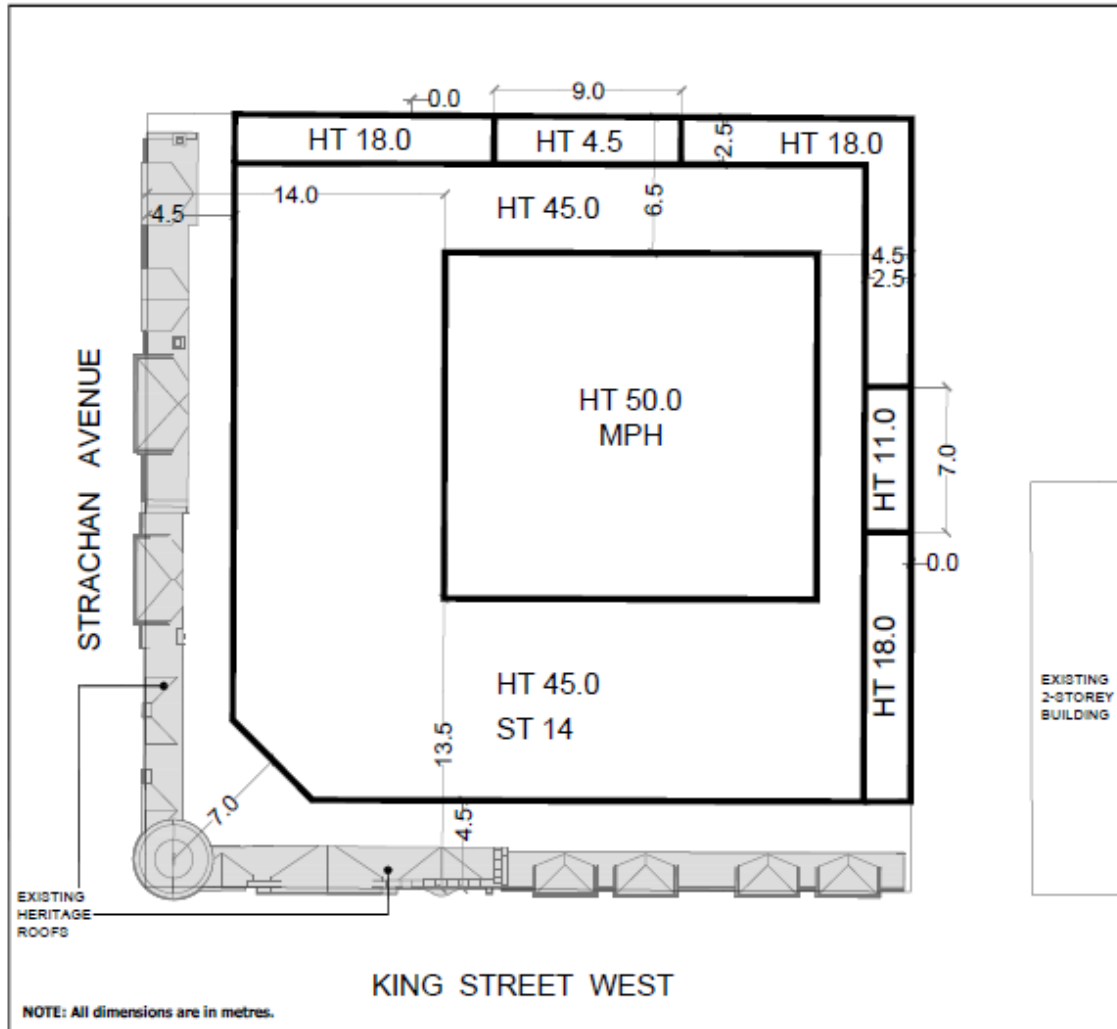 0.0
9.0
HT 18.0
HT 4.5
2.5
HT 18.0
14.0
4.5
HT 45.0
6.5
4.5
2.5
STRACHAN AVENUE
HT 50.0
MPH
HT 11.0
7.0
0.0
HT 18.0
HT 45.0
ST 14
13.5
4.5
7.0
EXISTING
2-STOREY
BUILDING
EXISTING
HERITAGE
ROOFS
KING STREET WEST
NOTE: All dimensions are in metres.